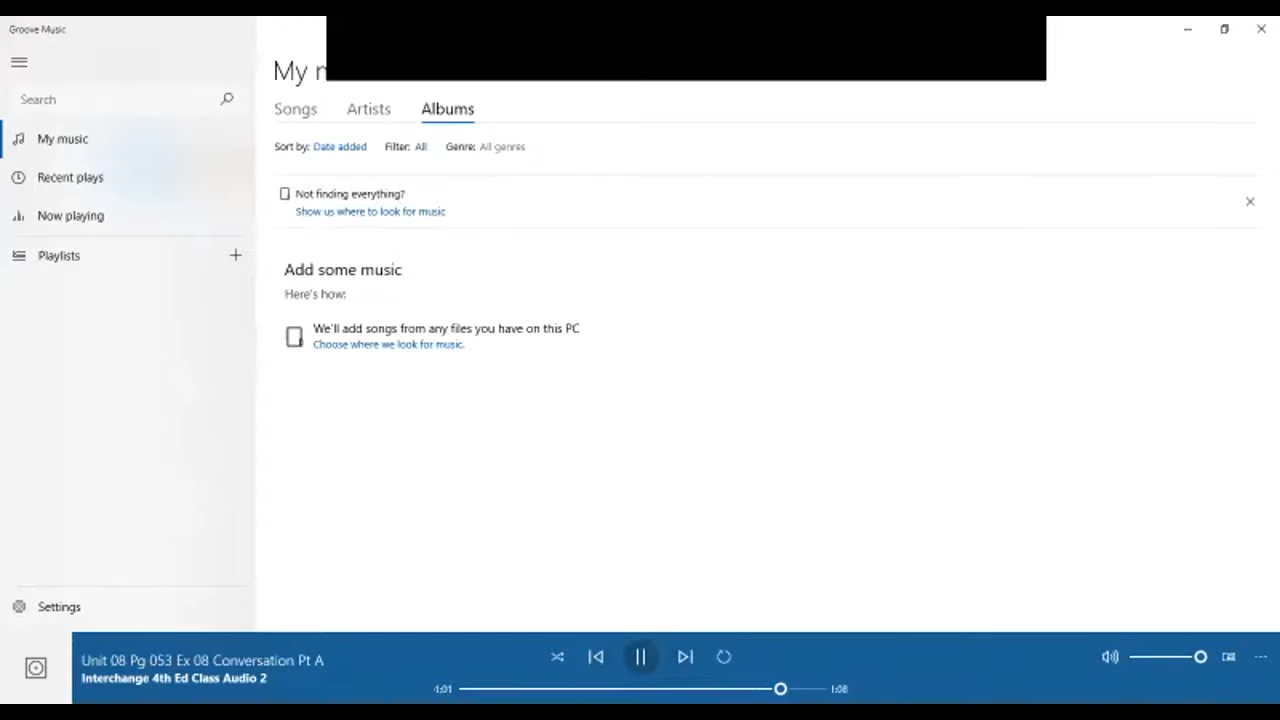 Groove Music
My
Search
Songs Artists Albums
My music
Sort by: Date added Filter: All Genre: All genres
Recent plays
Not finding everything?
Show us where to look for music
Now playing
Playlists
Add some music
Here's how:
We'll add songs from any files you have on this PC
Choose where we look for music.
Settings
Unit 08 Pg 053 Ex 08 Conversation Pt A
Interchange 4th Ed Class Audio 2
1:01 1:08